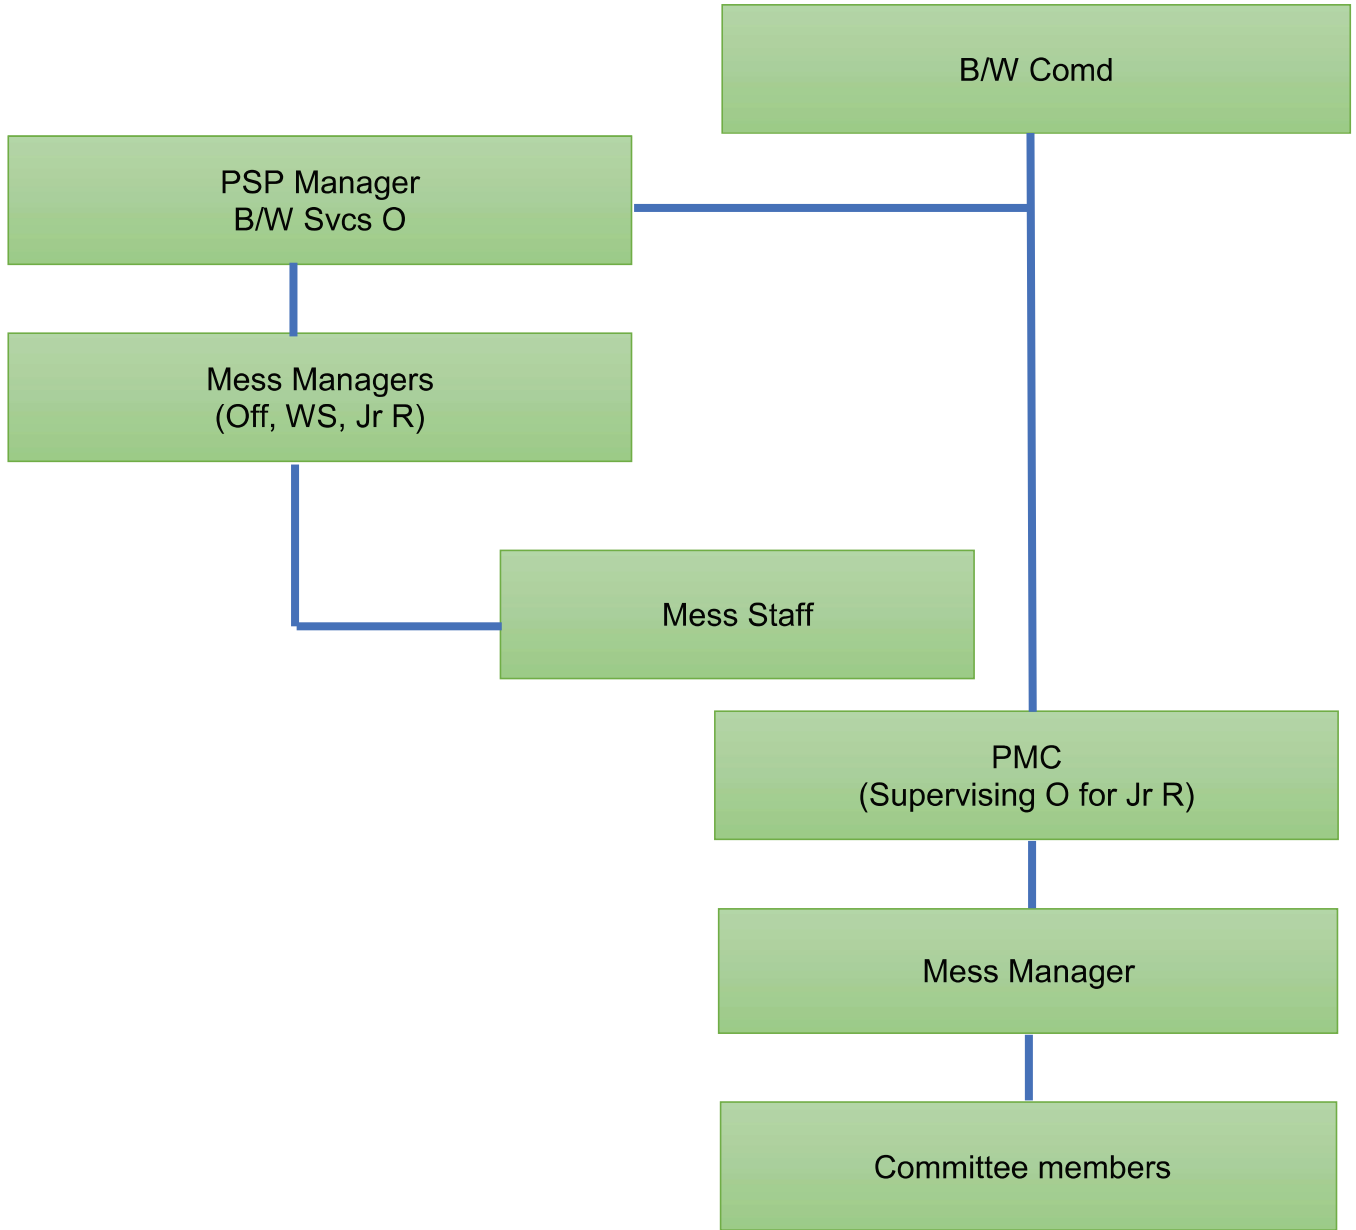 B/W Comd
PSP Manager
B/W Svcs O
Mess Managers
(Off, WS, Jr R)
Mess Staff
PMC
(Supervising O for Jr R)
Mess Manager
Committee members